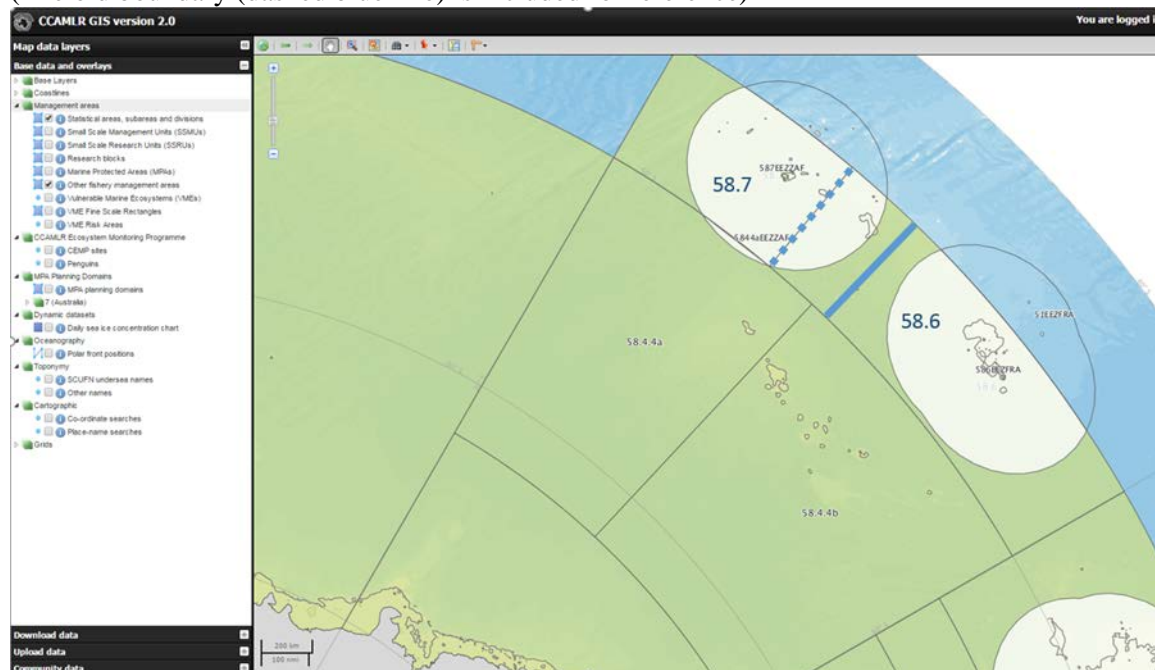 CCAMLR GIS version 2.0
You are logged i
Map data layers
Base data and overlays
Base Layers
Coastlines
Management areas
Statistical areas, subareas and divisions
Small Scale Management Units (SSMUs)
Small Scale Research Units (SSRUs)
Research blocks
Marine Protected Areas (MPAs)
Other fishery management areas
Vulnerable Marine Ecosystems (VMEs)
VME Fine Scale Rectangles
VME Risk Areas
CCAMLR Ecosystem Monitoring Programme
CEMP sites
Penguins
MPA Planning Domains
MPA planning domains
7 (Australia)
Dynamic datasets
Daily sea ice concentration chart
Oceanography
Polar front positions
Toponymy
SCUFN undersea names
Other names
Cartographic
Co-ordinate searches
Place-name searches
Grids
Download data
Upload data
Community data
587EEZZAF
58.7
5844aEEZZAF
58.6
51EEZFRA
586EEZFRA
58.4.4a
58.4.4b
200 km
100 nmi